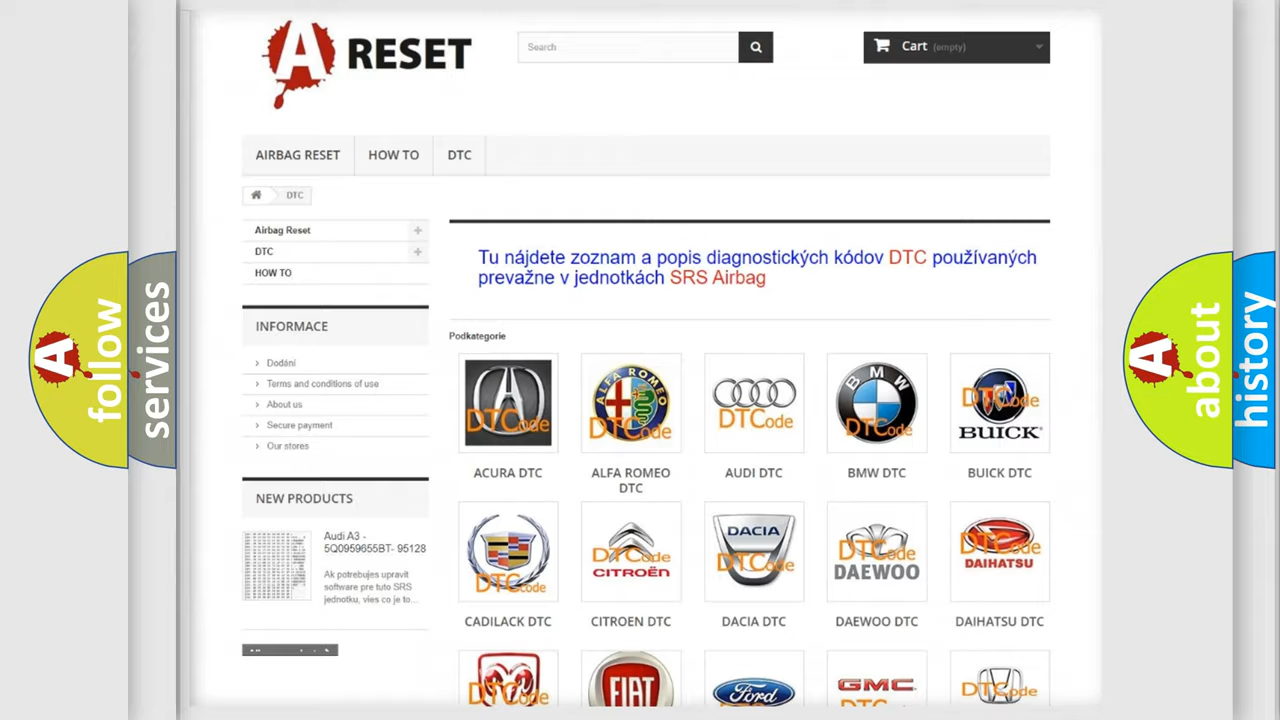 A RESET
Search
Cart (empty)
AIRBAG RESET
HOW TO
DTC
DTC
Airbag Reset
DTC
HOW TO
INFORMACE
Dodání
Terms and conditions of use
About us
Secure payment
Our stores
NEW PRODUCTS
Audi A3 -
5Q0959655BT- 95128
Ak potrebujes upravit
software pre tuto SRS
jednotku, vies co je to...
Tu nájdete zoznam a popis diagnostických kódov DTC používaných
prevažne v jednotkách SRS Airbag
Podkategorie
DTCode
ALFA ROMEO
DTCode
DTCode
BMW
DTCode
DTCode
BUICK
ACURA DTC
ALFA ROMEO
DTC
AUDI DTC
BMW DTC
BUICK DTC
DTCode
DTCode
CITROËN
DACIA
DTCode
DTCode
DAEWOO
DTCode
DAIHATSU
CADILACK DTC
CITROEN DTC
DACIA DTC
DAEWOO DTC
DAIHATSU DTC
DTCode
FIAT
Ford
GMC
DTCode
A follow
services
A about
history